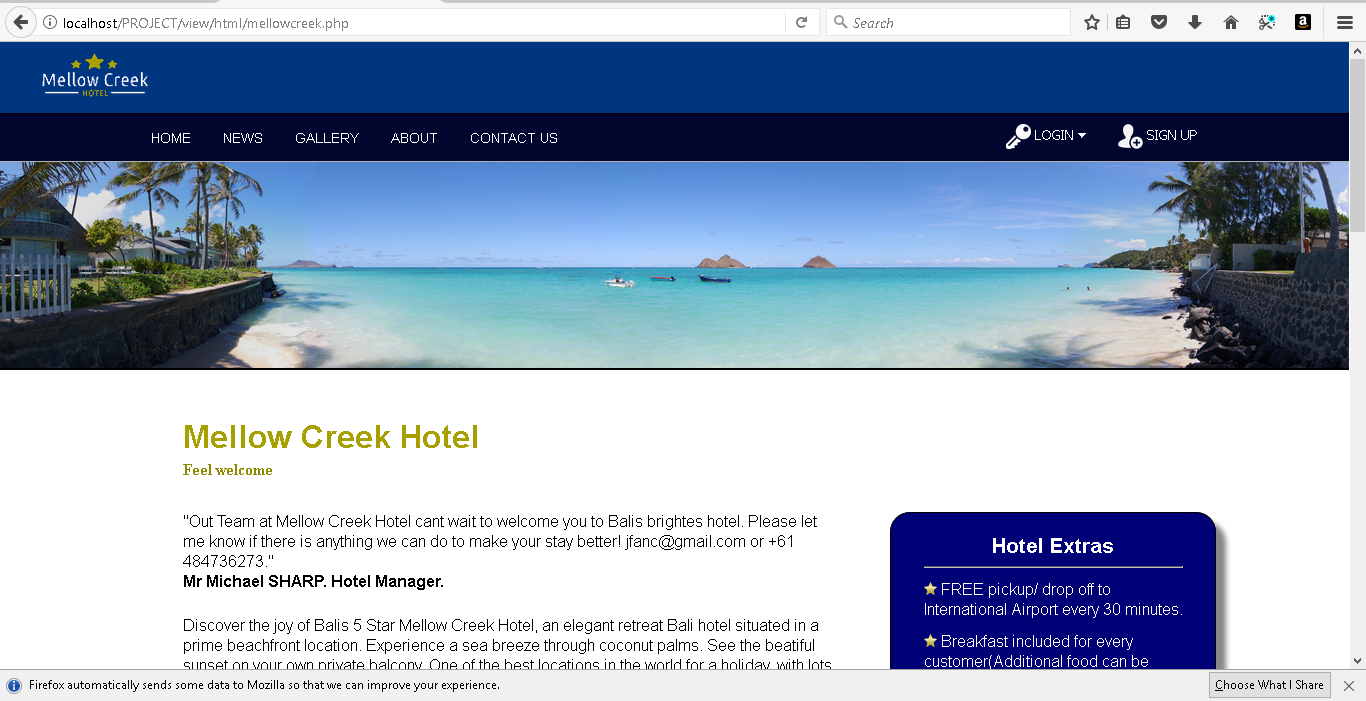 localhost/PROJECT/view/html/mellowcreek.php
Search
Mellow Creek
HOTEL
HOME NEWS GALLERY ABOUT CONTACT US LOGIN SIGN UP
Mellow Creek Hotel
Feel welcome
"Out Team at Mellow Creek Hotel cant wait to welcome you to Balis brightes hotel. Please let
me know if there is anything we can do to make your stay better! jfanc@gmail.com or +61
484736273."
Mr Michael SHARP. Hotel Manager.
Discover the joy of Balis 5 Star Mellow Creek Hotel, an elegant retreat Bali hotel situated in a
prime beachfront location. Experience a sea breeze through coconut palms. See the beatiful
sunset on your own private balcony. One of the best locations in the world for a holiday, with lots
Hotel Extras
FREE pickup/ drop off to
International Airport every 30 minutes.
Breakfast included for every
customer(Additional food can be
Firefox automatically sends some data to Mozilla so that we can improve your experience.
Choose What I Share